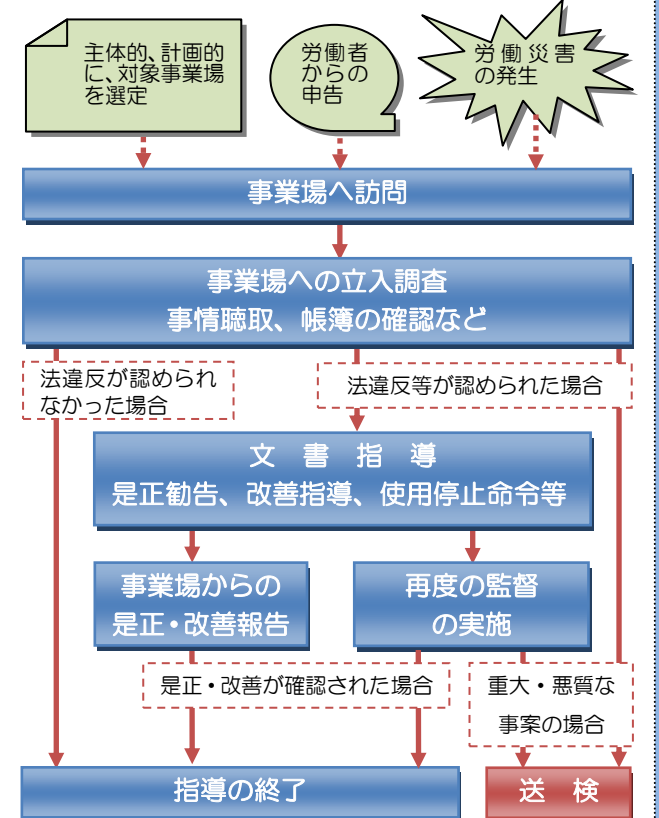 主体的、計画的
に、対象事業場
を選定
労働者
からの
申告
労働災害
の発生
事業場へ訪問
事業場への立入調査
事情聴取、帳簿の確認など
法違反が認められ
なかった場合
法違反等が認められた場合
文　書　指　導
是正勧告、改善指導、使用停止命令等
事業場からの
是正・改善報告
再度の監督
の実施
是正・改善が確認された場合
重大・悪質な
事案の場合
指導の終了
送　検